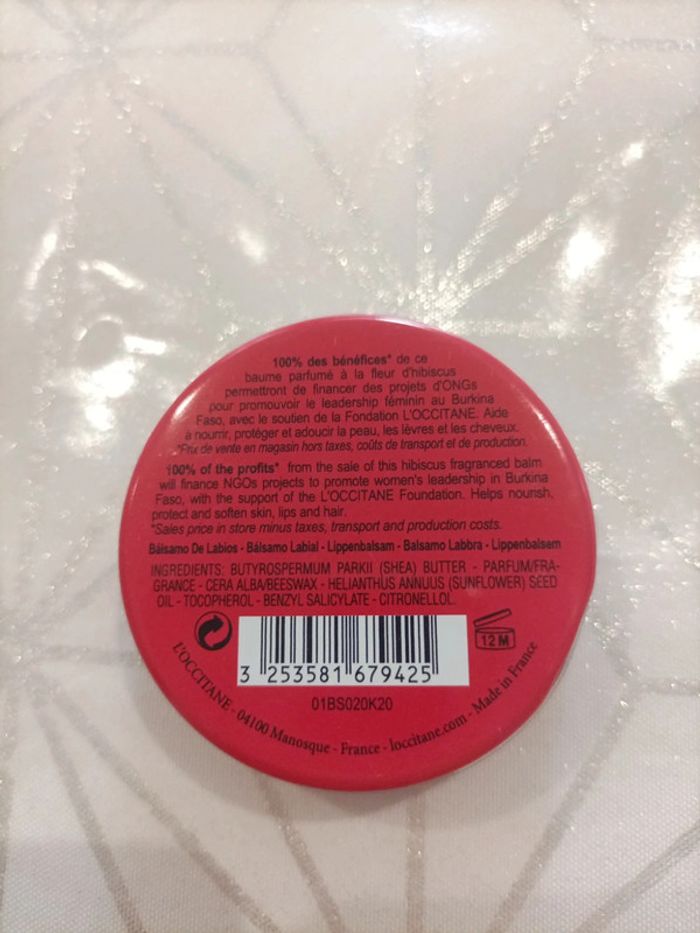 100% des bénéfices* de ce
baume parfumé à la fleur d'hibiscus
permettront de financer des projets d'ONGs
pour promouvoir le leadership féminin au Burkina
Faso, avec le soutien de la Fondation L'OCCITANE. Aide
à nourrir, protéger et adoucir la peau, les lèvres et les cheveux.
*Prix de vente en magasin hors taxes, coûts de transport et de production.
100% of the profits* from the sale of this hibiscus fragranced balm
will finance NGOs projects to promote women's leadership in Burkina
Faso, with the support of the L'OCCITANE Foundation. Helps nourish,
protect and soften skin, lips and hair.
*Sales price in store minus taxes, transport and production costs.
Bálsamo De Labios - Bálsamo Labial - Lippenbalsam - Balsamo Labbra - Lippenbalsem
INGREDIENTS: BUTYROSPERMUM PARKII (SHEA) BUTTER - PARFUM/FRA-
GRANCE - CERA ALBA/BEESWAX - HELIANTHUS ANNUUS (SUNFLOWER) SEED
OIL - TOCOPHEROL - BENZYL SALICYLATE - CITRONELLOL.
12 M
3 253581 679425
01BS020K20
L'OCCITANE - 04100 Manosque - France - loccitane.com - Made in France